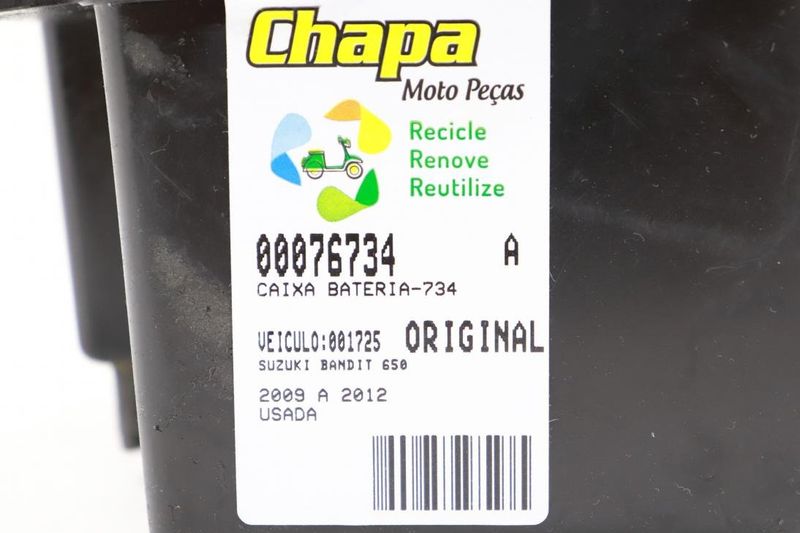 Chapa
Moto Peças
Recicle
Renove
Reutilize
00076734 A
CAIXA BATERIA-734
VEICULO:001725 ORIGINAL
SUZUKI BANDIT 650
2009 A 2012
USADA